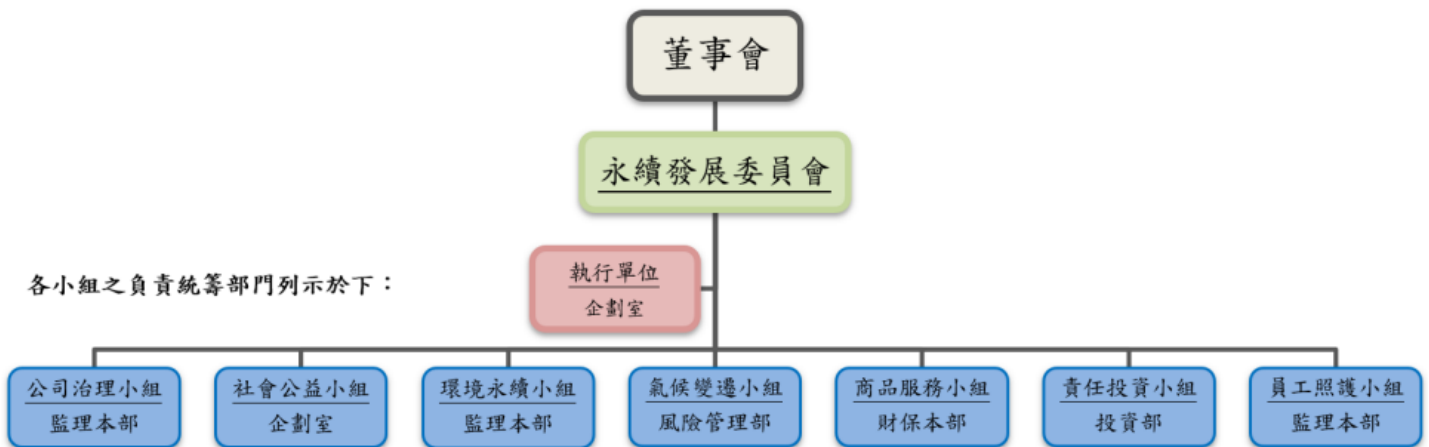 董事會
永續發展委員會
執行單位
企劃室
各小組之負責統籌部門列示於下：
公司治理小組
監理本部
社會公益小組
企劃室
環境永續小組
監理本部
氣候變遷小組
風險管理部
商品服務小組
財保本部
責任投資小組
投資部
員工照護小組
監理本部